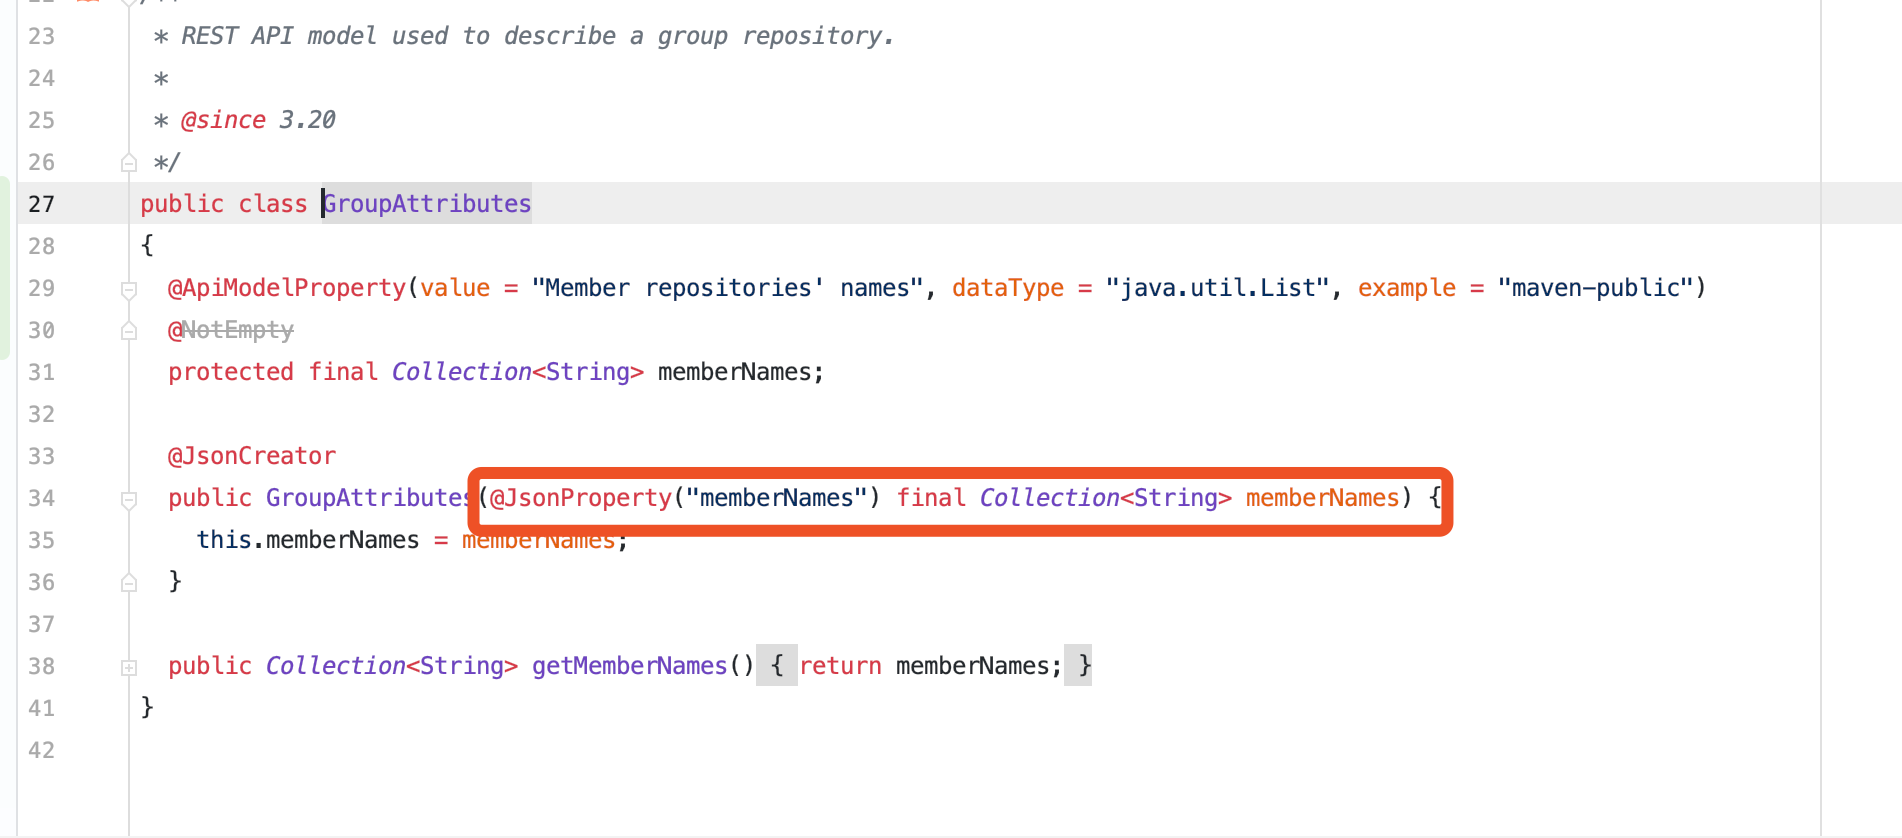 23 * REST API model used to describe a group repository.
24 *
25 * @since 3.20
26 */
27 public class GroupAttributes
28 {
29 @ApiModelProperty(value = "Member repositories' names", dataType = "java.util.List", example = "maven-public")
30 @NotEmpty
31 protected final Collection<String> memberNames;
32
33 @JsonCreator
34 public GroupAttributes(@JsonProperty("memberNames") final Collection<String> memberNames) {
35 this.memberNames = memberNames;
36 }
37
38 public Collection<String> getMemberNames() { return memberNames; }
41 }
42